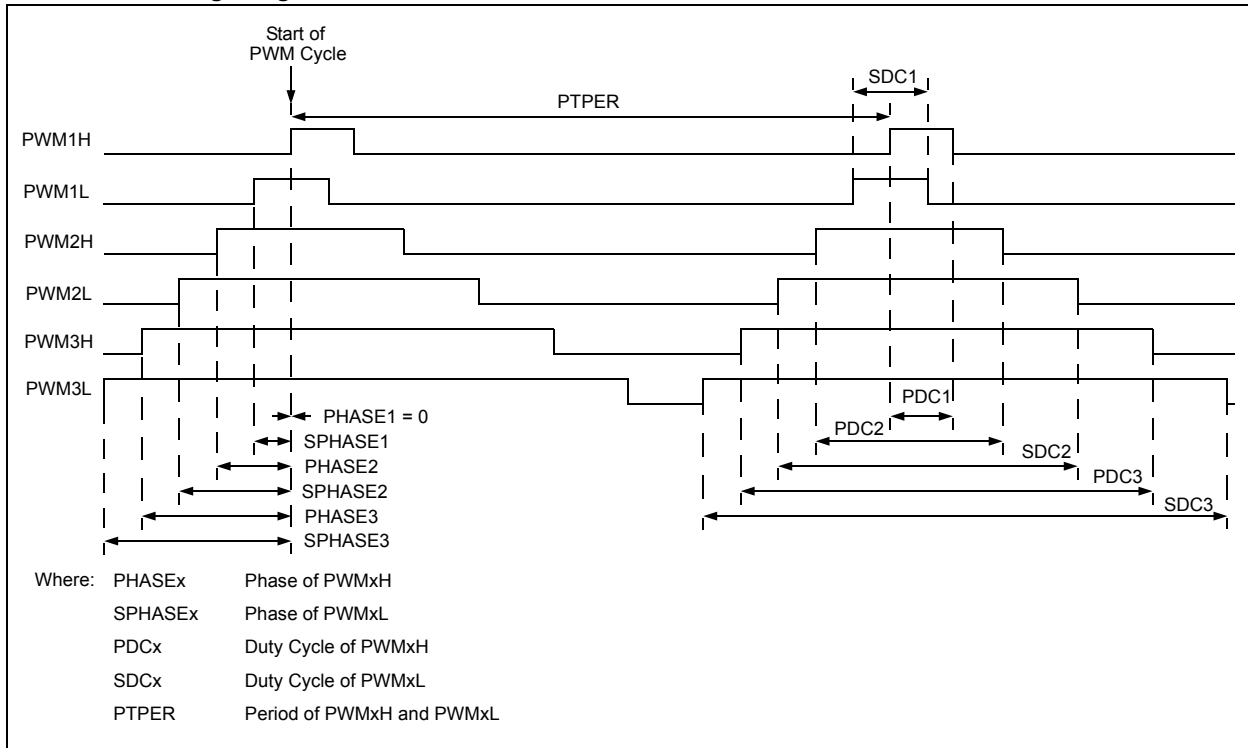 Start of
PWM Cycle
SDC1
PTPER
PWM1H
PWM1L
PWM2H
PWM2L
PWM3H
PWM3L
PHASE1 = 0
SPHASE1
PHASE2
SPHASE2
PHASE3
SPHASE3
PDC1
PDC2
SDC2
PDC3
SDC3
Where: PHASEx Phase of PWMxH
SPHASEx Phase of PWMxL
PDCx Duty Cycle of PWMxH
SDCx Duty Cycle of PWMxL
PTPER Period of PWMxH and PWMxL